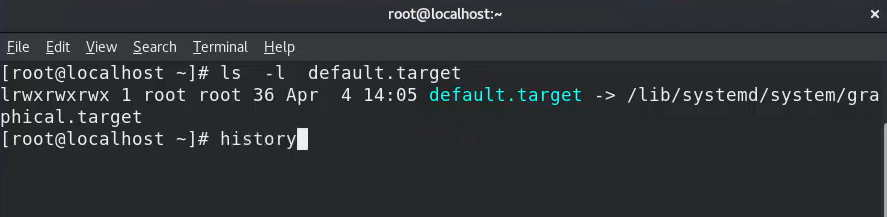 root@localhost:~ ×
File Edit View Search Terminal Help
[root@localhost ~]# ls  -l  default.target
lrwxrwxrwx 1 root root 36 Apr  4 14:05 default.target -> /lib/systemd/system/gra
phical.target
[root@localhost ~]# history